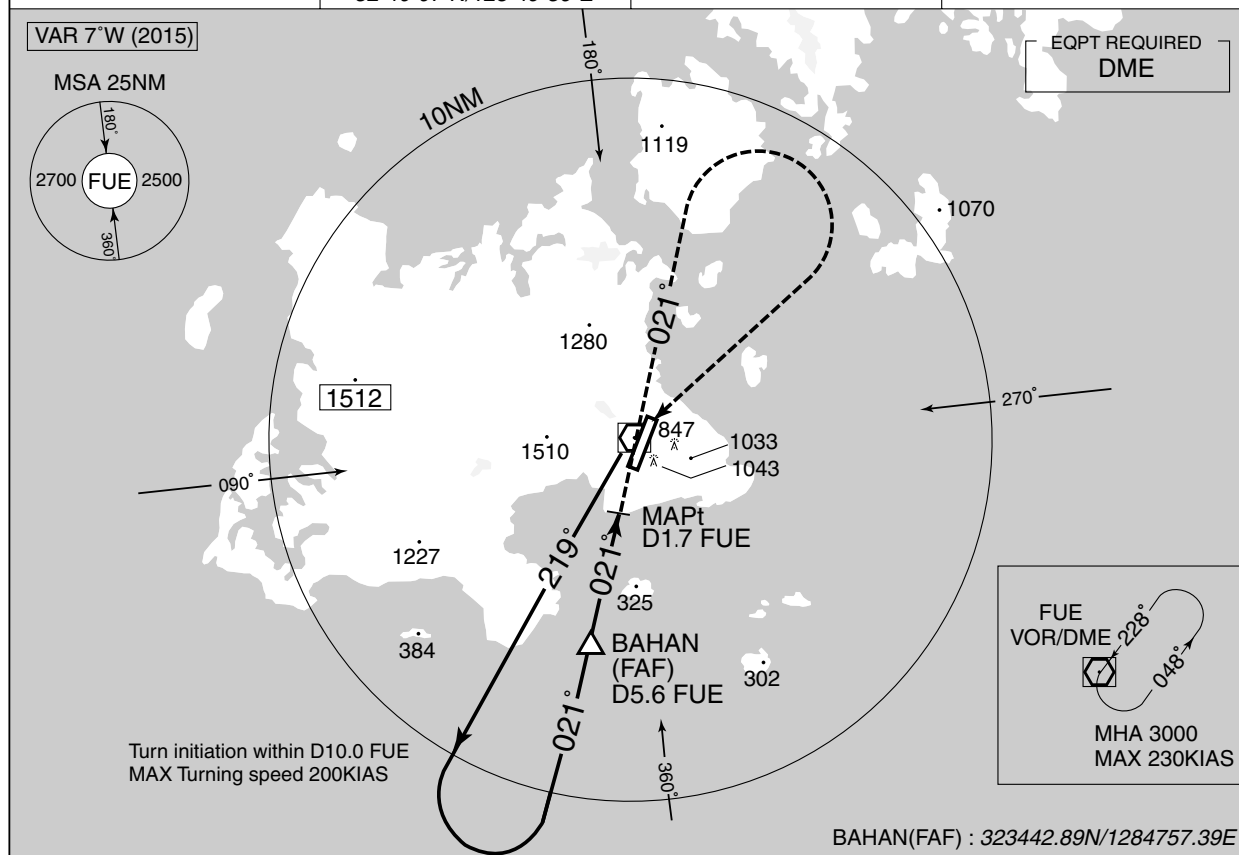 VAR 7°W (2015)
MSA 25NM
180°
2700 FUE 2500
360°
10NM
180°
EQPT REQUIRED
DME
1119
1070
021°
1280
1512
270°
847
1510
1033
1043
090°
MAPt
D1.7 FUE
1227
219°
021°
325
384
BAHAN
(FAF)
D5.6 FUE
302
021°
Turn initiation within D10.0 FUE
MAX Turning speed 200KIAS
360°
FUE
VOR/DME
228°
048°
MHA 3000
MAX 230KIAS
BAHAN(FAF) : 323442.89N/1284757.39E